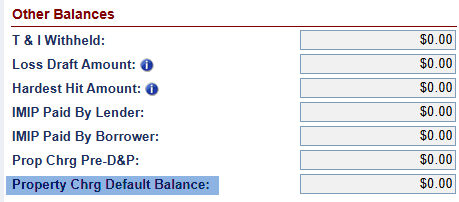 Other Balances
T & I Withheld: $0.00
Loss Draft Amount: $0.00
Hardest Hit Amount: $0.00
IMIP Paid By Lender: $0.00
IMIP Paid By Borrower: $0.00
Prop Chrg Pre-D&P: $0.00
Property Chrg Default Balance: $0.00